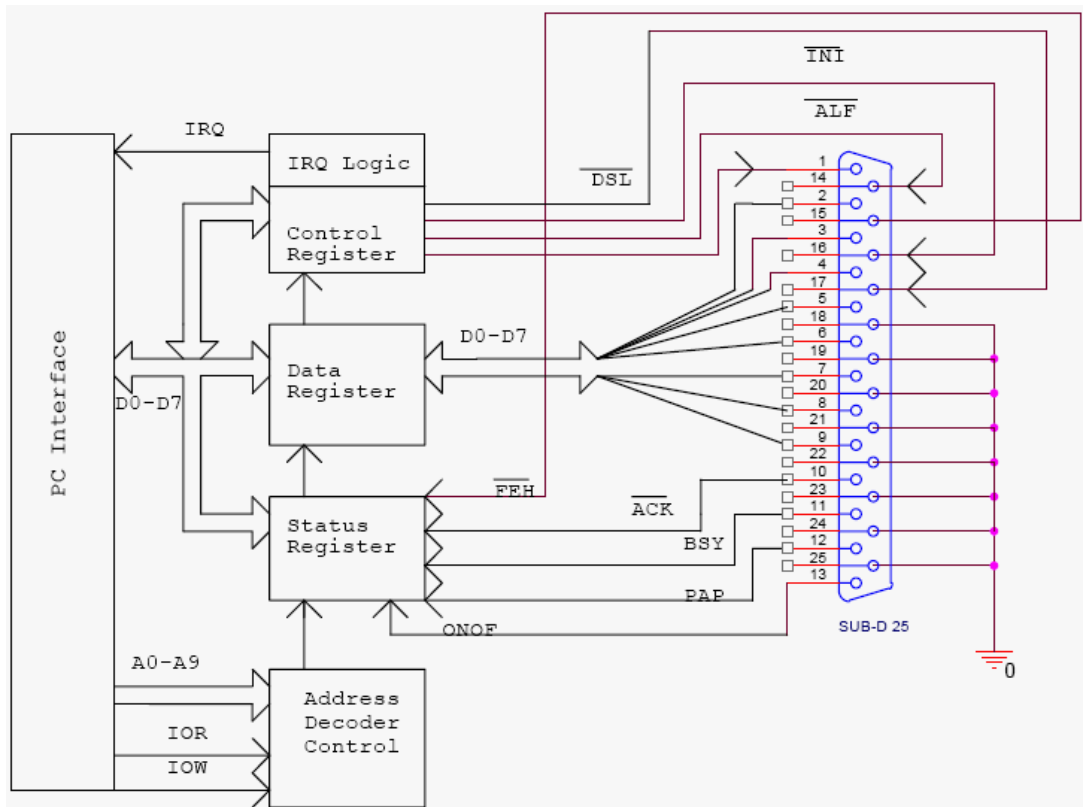 INI
ALF
IRQ
IRQ Logic
DSL
Control
Register
PC Interface
D0-D7
D0-D7
Data
Register
FEH
ACK
Status
Register
BSY
PAP
ONOF
A0-A9
Address
Decoder
Control
IOR
IOW
1
14
2
15
3
16
4
17
5
18
6
19
7
20
8
21
9
22
10
23
11
24
12
25
13
SUB-D 25
0